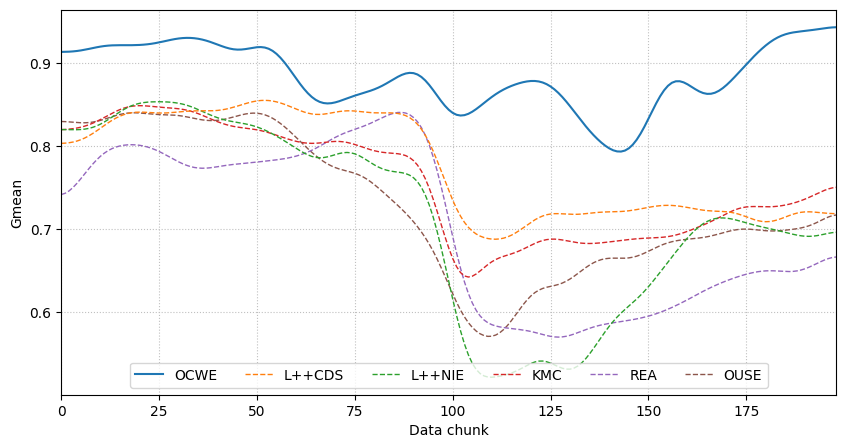 0.9
0.8
0.7
0.6
Gmean
OCWE L++CDS L++NIE KMC REA OUSE
0 25 50 75 100 125 150 175
Data chunk